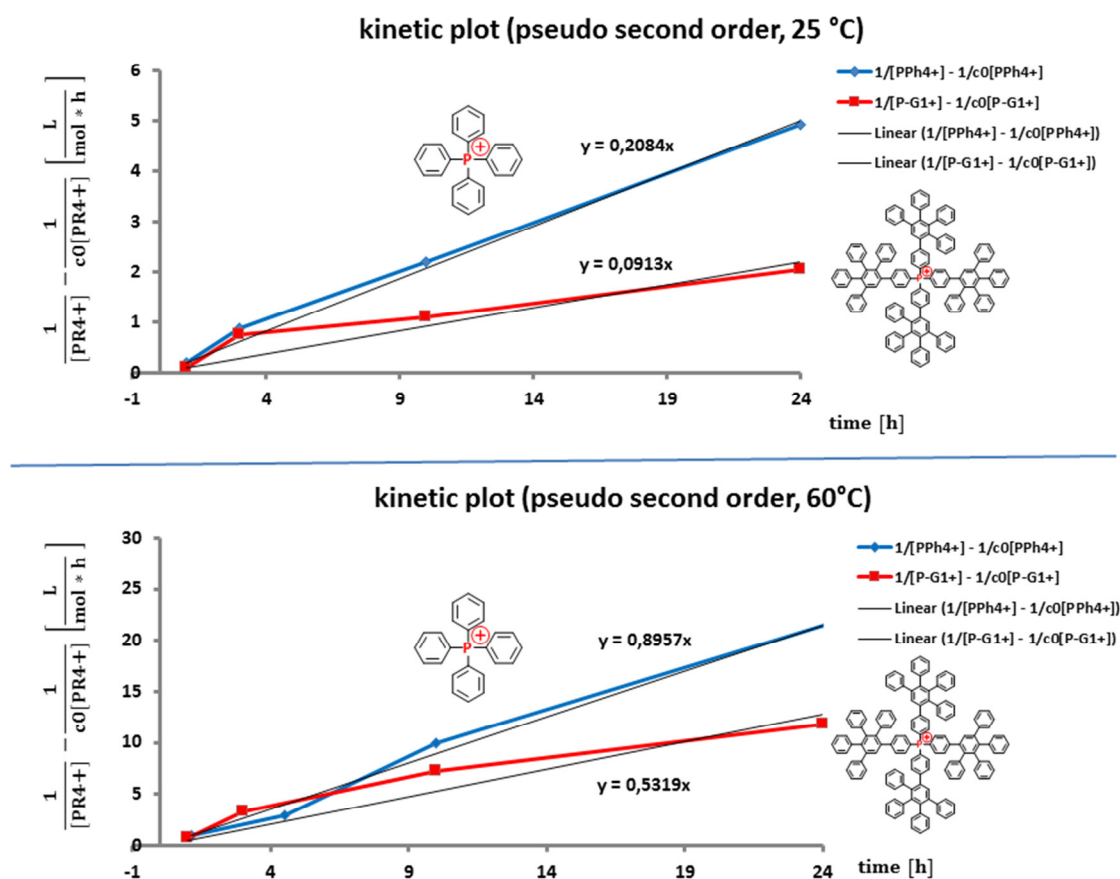 kinetic plot (pseudo second order, 25 °C)
1/[PR4+] − 1/c0[PR4+] [L/mol ∗ h]
6
5
4
3
2
1
0
-1
4
9
14
19
24
time [h]
P
+
y = 0,2084x
y = 0,0913x
1/[PPh4+] - 1/c0[PPh4+]
1/[P-G1+] - 1/c0[P-G1+]
Linear (1/[PPh4+] - 1/c0[PPh4+])
Linear (1/[P-G1+] - 1/c0[P-G1+])
P
+
kinetic plot (pseudo second order, 60°C)
1/[PR4+] − 1/c0[PR4+] [L/mol ∗ h]
30
25
20
15
10
5
0
-1
4
9
14
19
24
time [h]
P
+
y = 0,8957x
y = 0,5319x
1/[PPh4+] - 1/c0[PPh4+]
1/[P-G1+] - 1/c0[P-G1+]
Linear (1/[PPh4+] - 1/c0[PPh4+])
Linear (1/[P-G1+] - 1/c0[P-G1+])
P
+